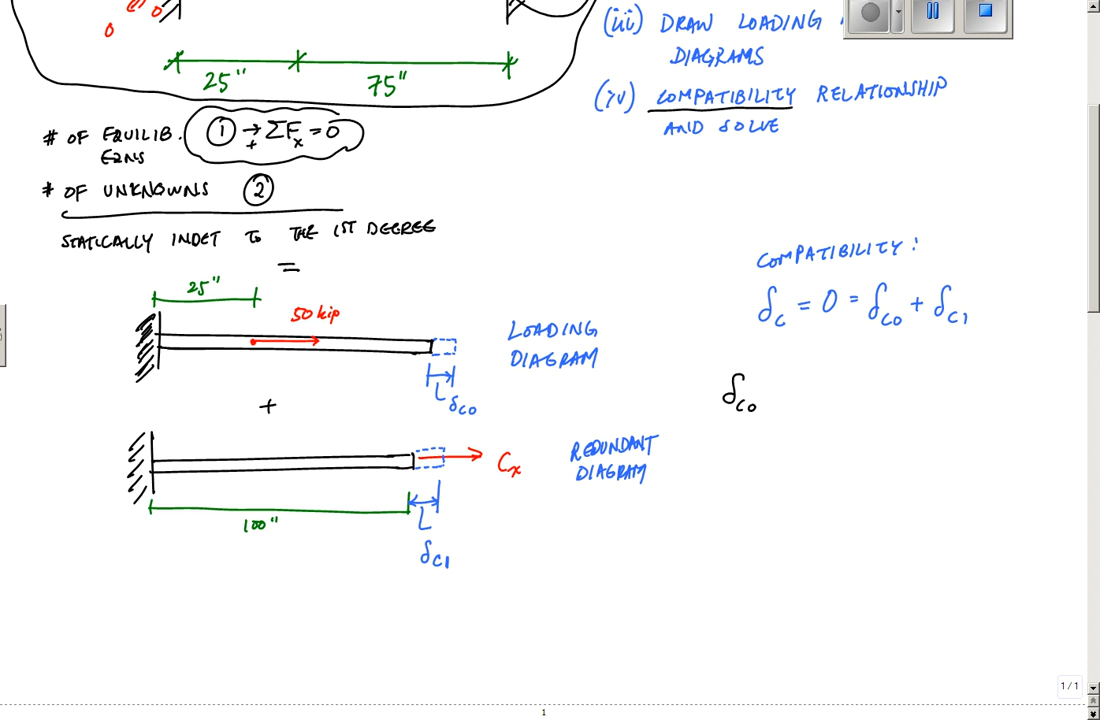 0
0
25"
75"
(iii) DRAW LOADING
DIAGRAMS
(iv) COMPATIBILITY RELATIONSHIP
AND SOLVE
# OF EQUILIB.
EQNS
1 → + ΣFx = 0
# OF UNKNOWNS 2
STATICALLY INDET TO THE 1ST DEGREE
=
25"
50 kip
LOADING
DIAGRAM
δC0
+
Cx
REDUNDANT
DIAGRAM
100"
δC1
COMPATIBILITY:
δC = 0 = δC0 + δC1
δC0
1/1
1